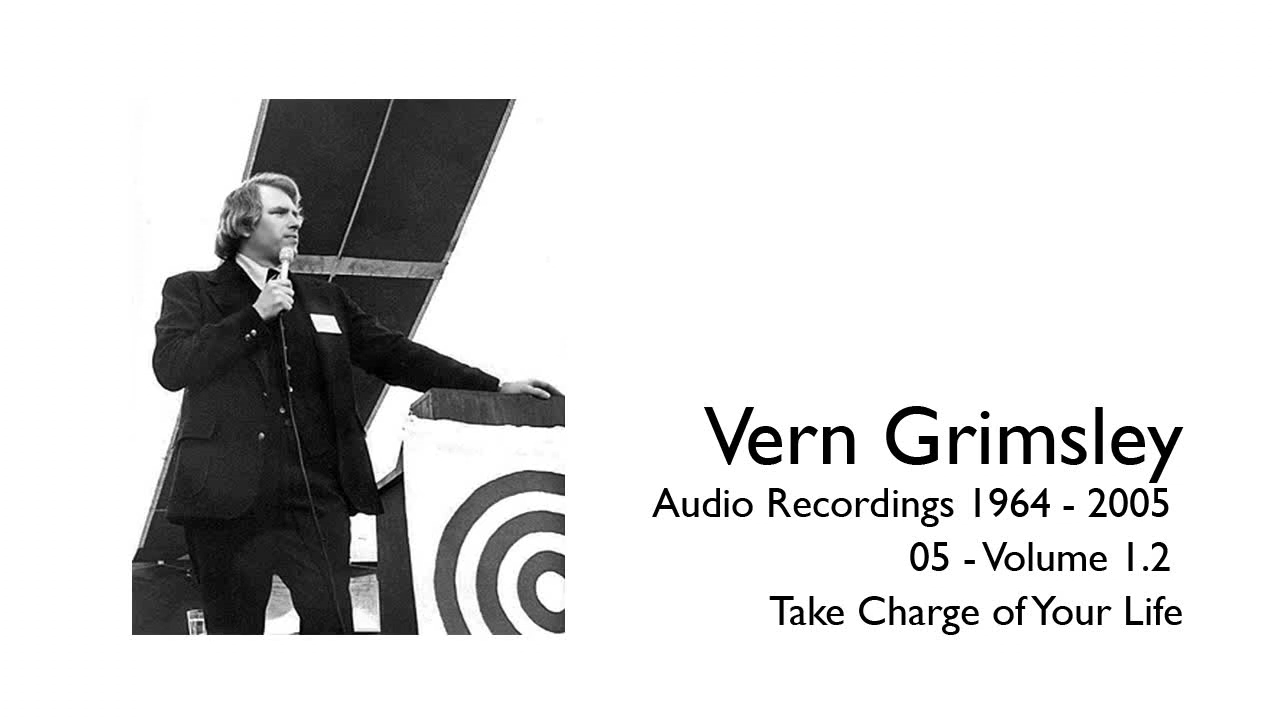 Vern Grimsley
Audio Recordings 1964 - 2005
05 - Volume 1.2
Take Charge of Your Life